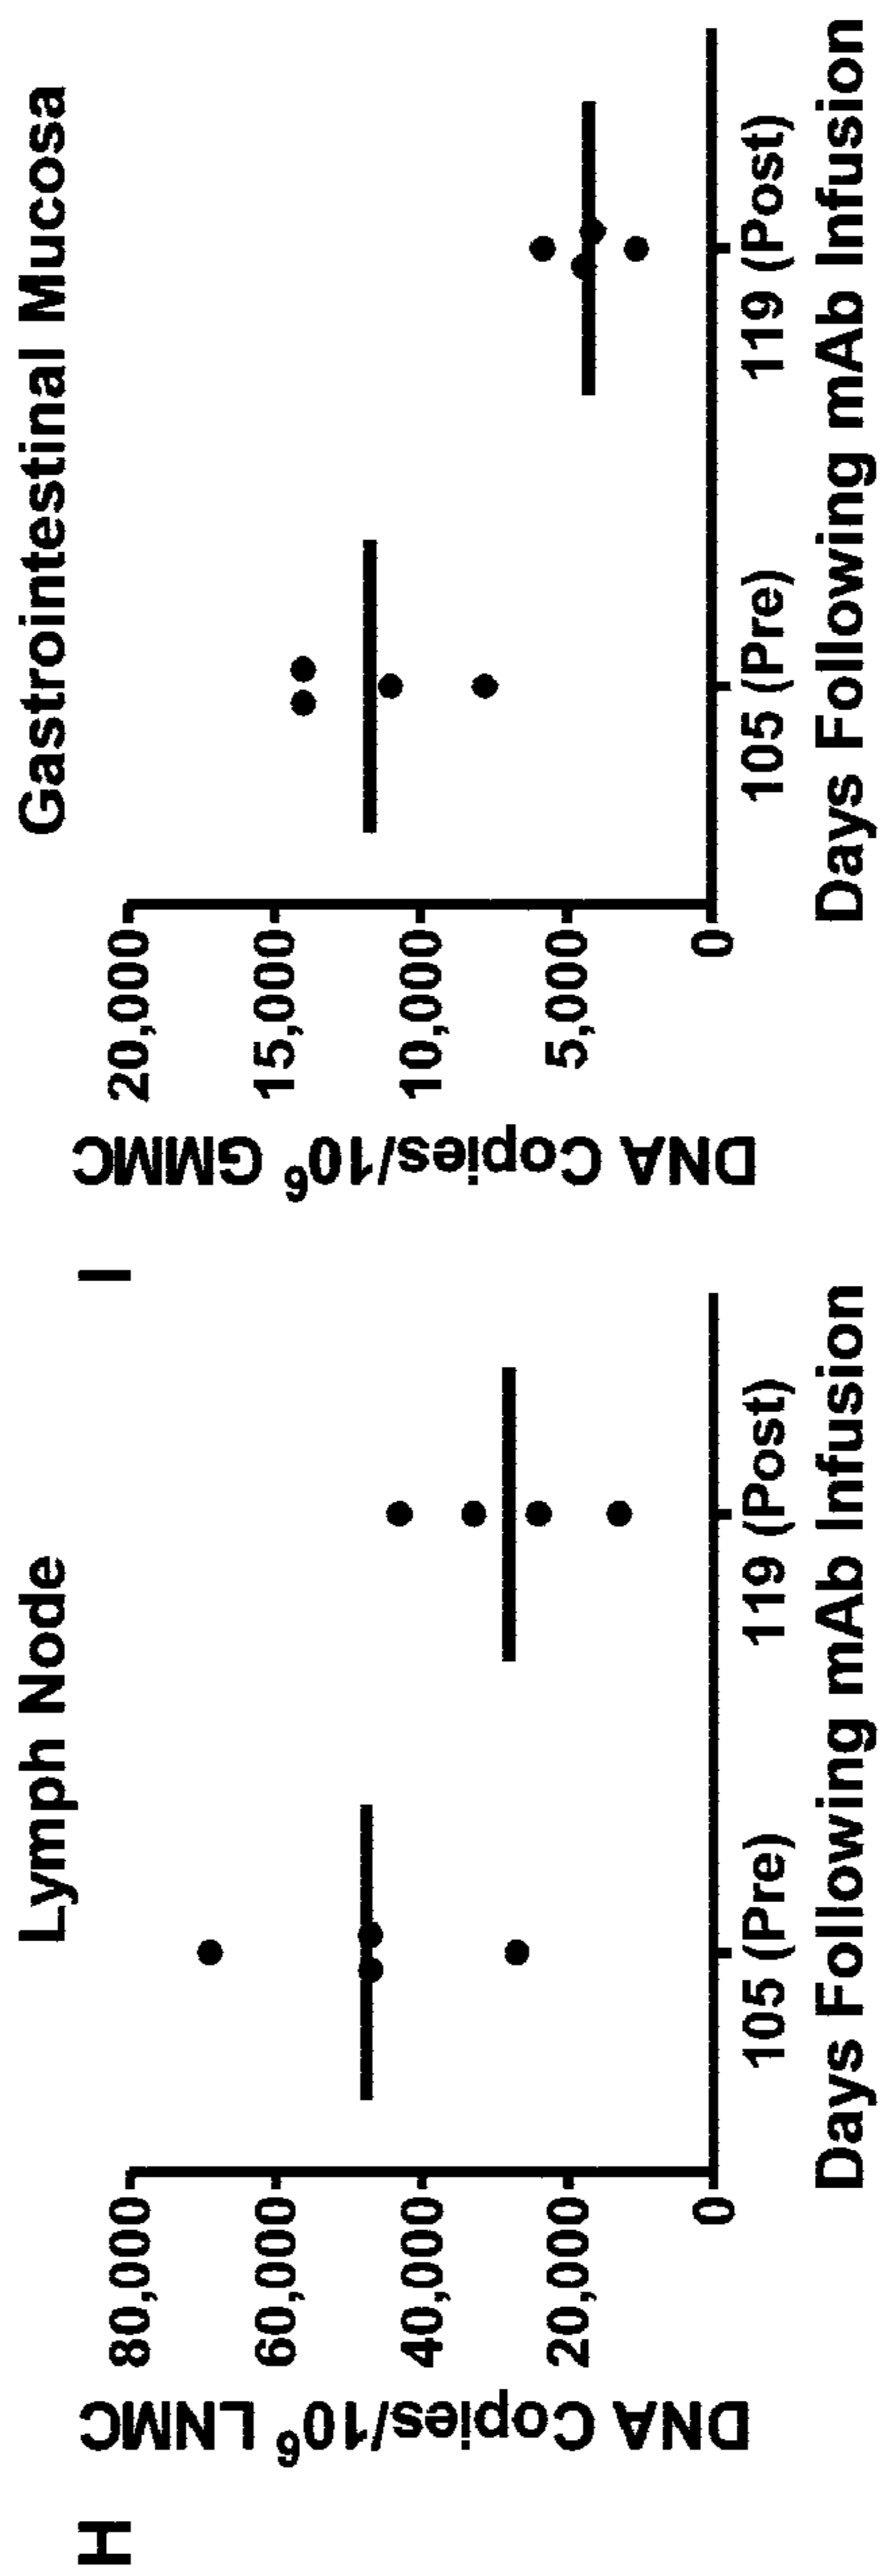 H
Lymph Node
DNA Copies/10⁶ LNMC
80,000
60,000
40,000
20,000
0
105 (Pre)
119 (Post)
Days Following mAb Infusion
I
Gastrointestinal Mucosa
DNA Copies/10⁶ GMMC
20,000
15,000
10,000
5,000
0
105 (Pre)
119 (Post)
Days Following mAb Infusion